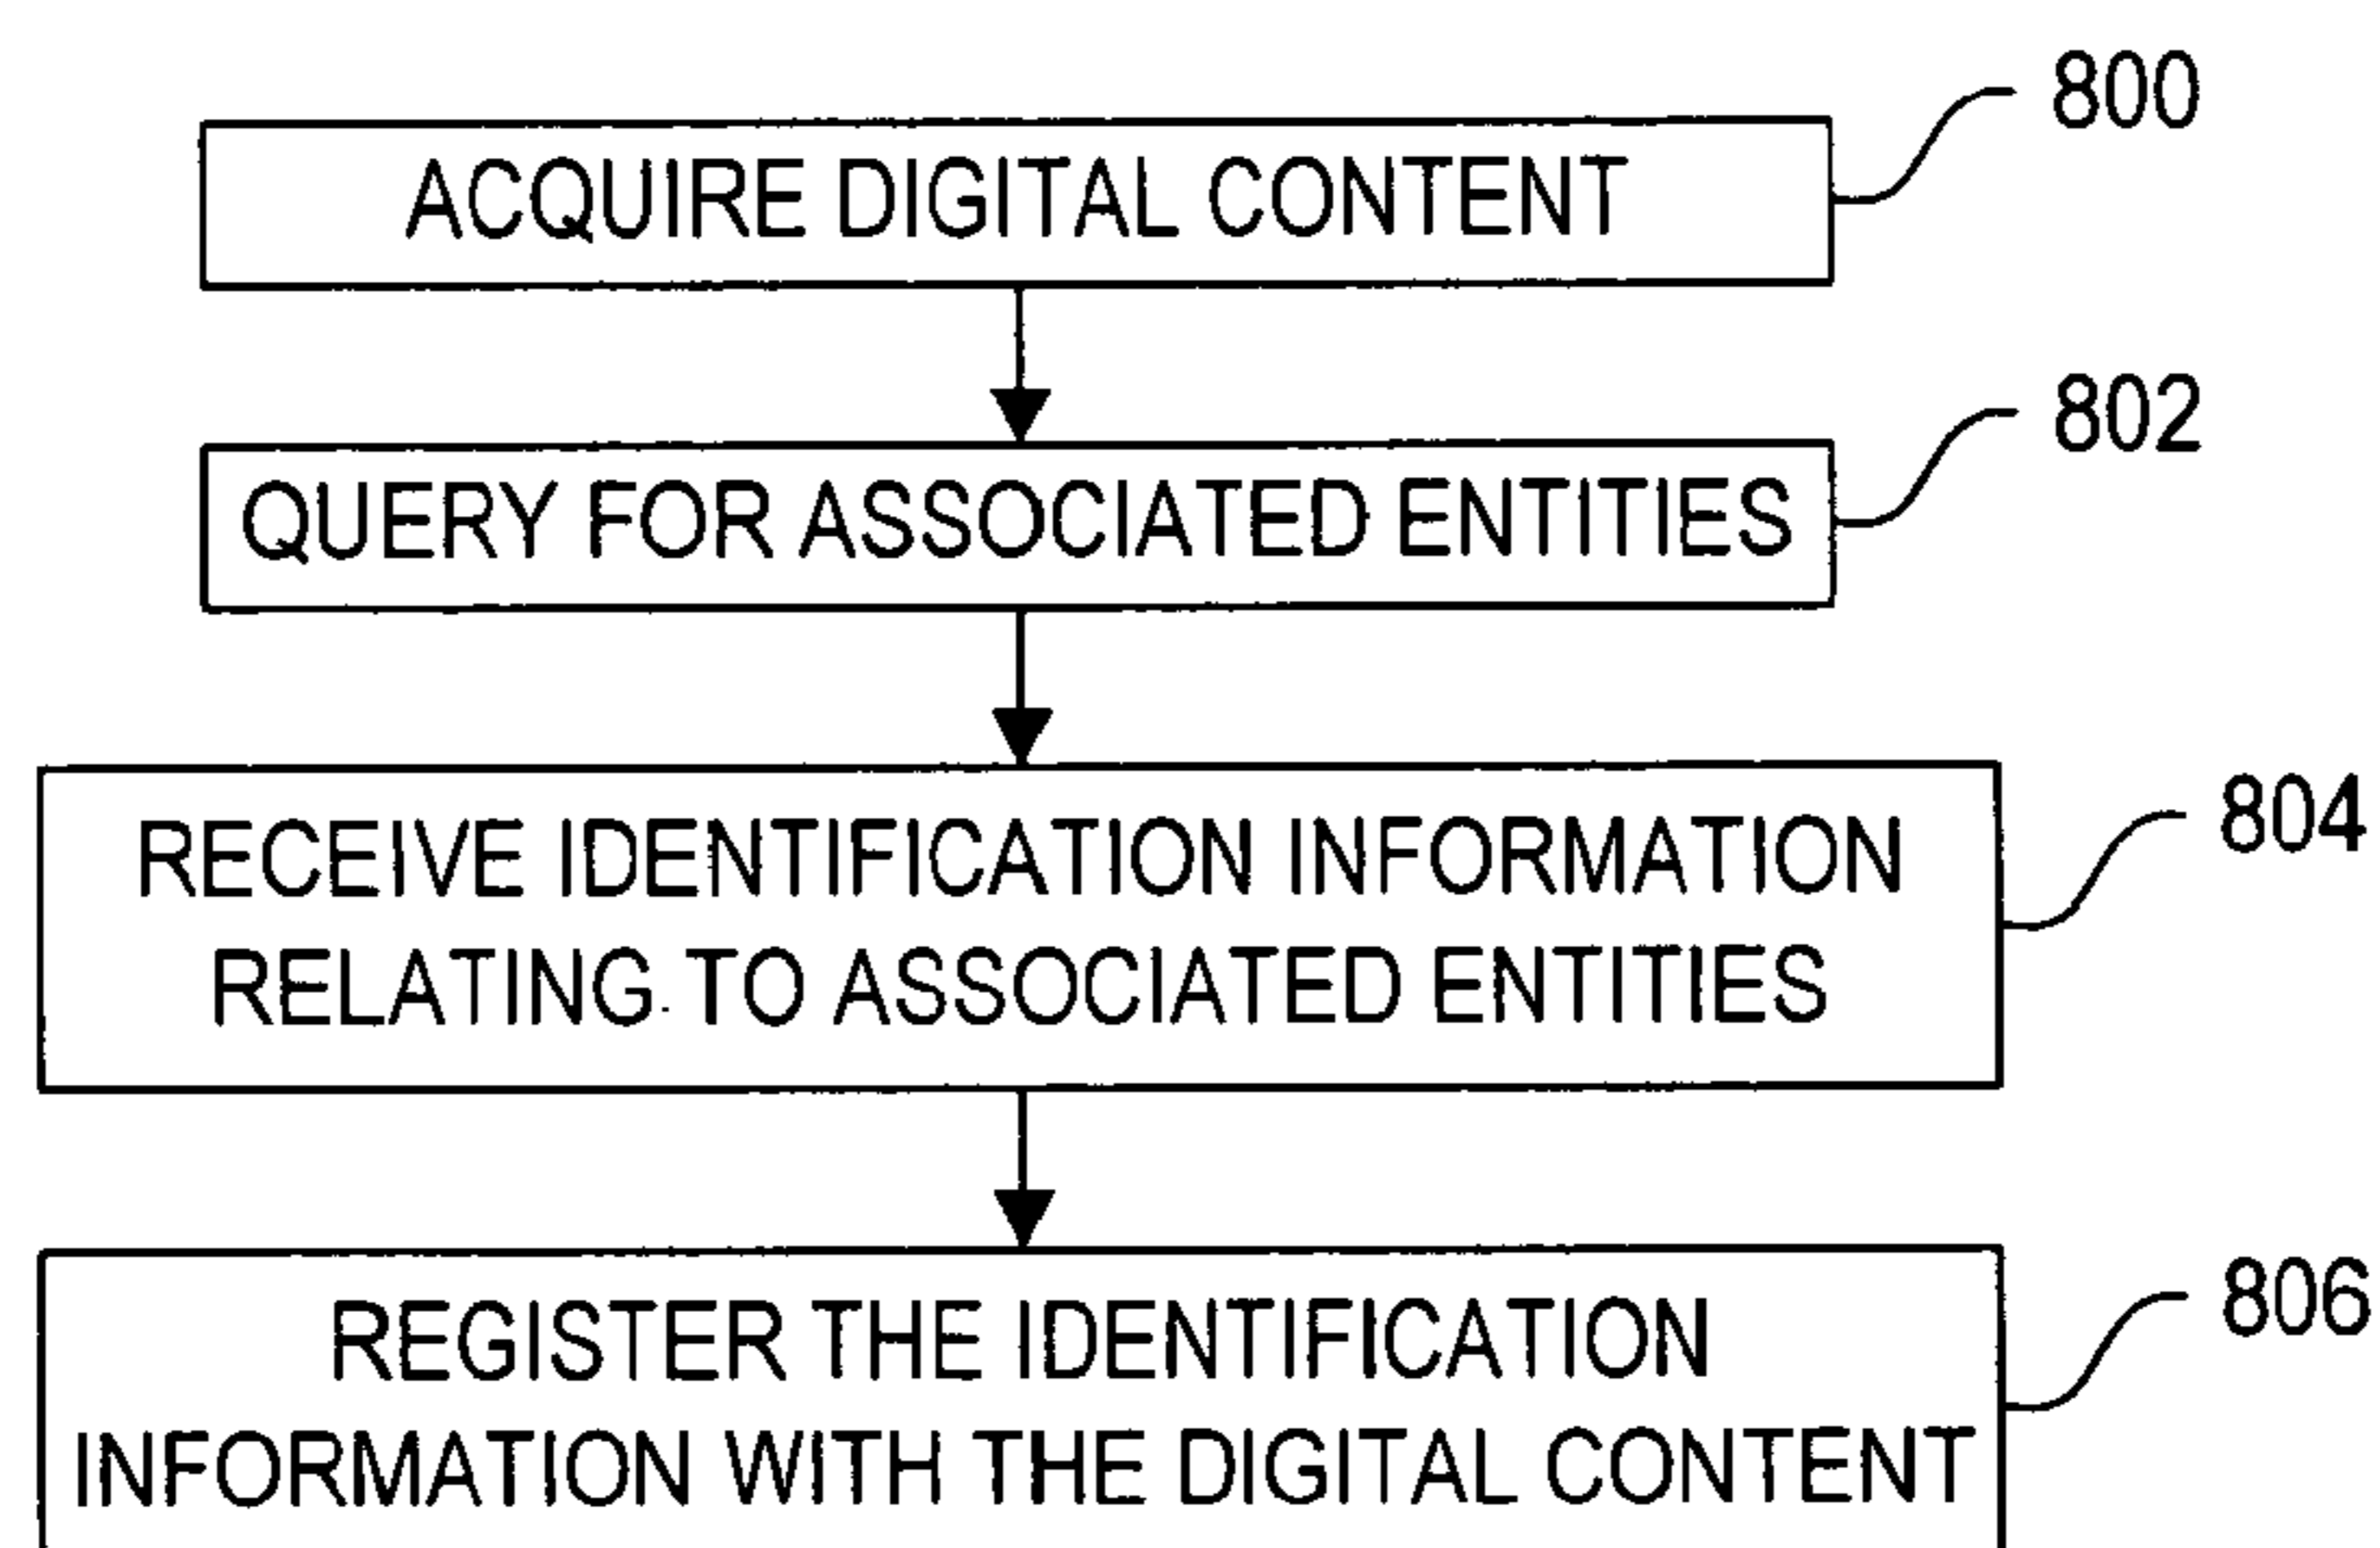 800
ACQUIRE DIGITAL CONTENT
802
QUERY FOR ASSOCIATED ENTITIES
804
RECEIVE IDENTIFICATION INFORMATION
RELATING TO ASSOCIATED ENTITIES
806
REGISTER THE IDENTIFICATION
INFORMATION WITH THE DIGITAL CONTENT